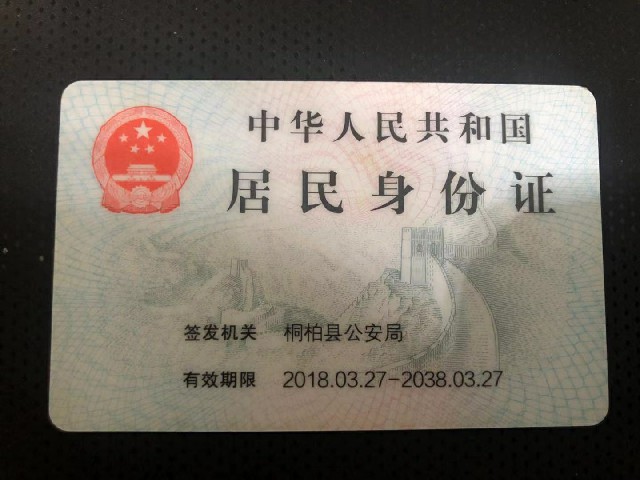 中华人民共和国
居民身份证
签发机关 桐柏县公安局
有效期限 2018.03.27-2038.03.27